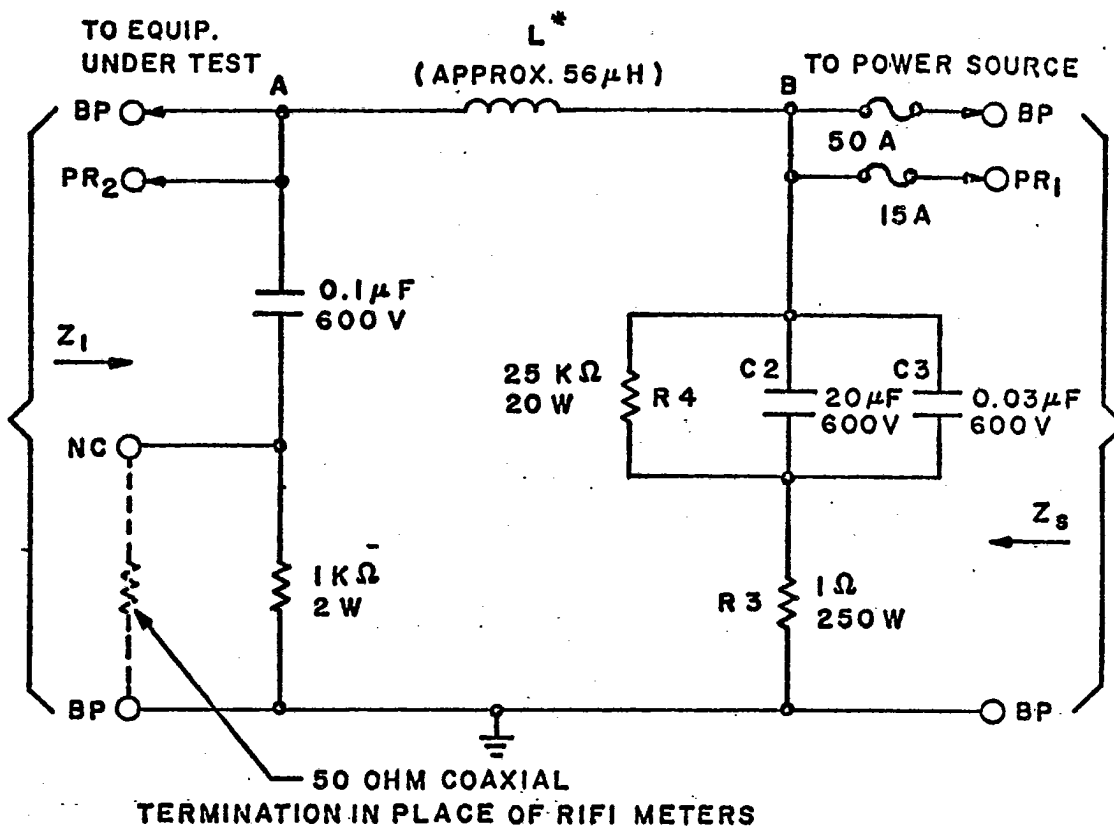 TO EQUIP.
UNDER TEST
L*
(APPROX. 56µH)
TO POWER SOURCE
A
B
BP
BP
50 A
PR2
PR1
15A
0.1µF
600 V
Z1
25 KΩ
20 W
R4
C2
20µF
600V
C3
0.03µF
600V
NC
Zs
1KΩ
2 W
R3
1Ω
250W
BP
BP
50 OHM COAXIAL
TERMINATION IN PLACE OF RIFI METERS